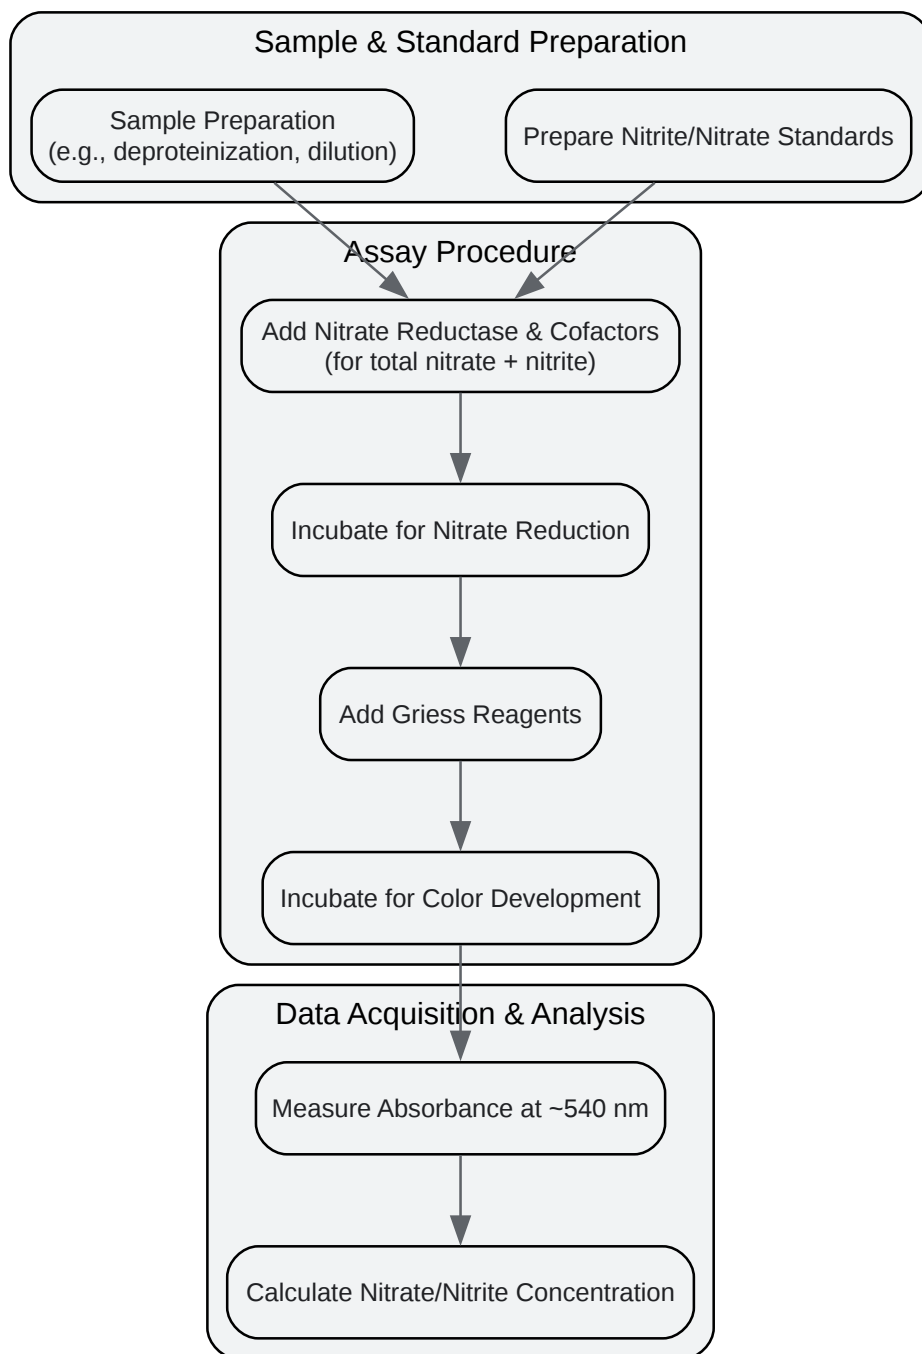 Sample & Standard Preparation
Sample Preparation
(e.g., deproteinization, dilution)
Prepare Nitrite/Nitrate Standards
Assay Procedure
Add Nitrate Reductase & Cofactors
(for total nitrate + nitrite)
Incubate for Nitrate Reduction
Add Griess Reagents
Incubate for Color Development
Data Acquisition & Analysis
Measure Absorbance at ~540 nm
Calculate Nitrate/Nitrite Concentration